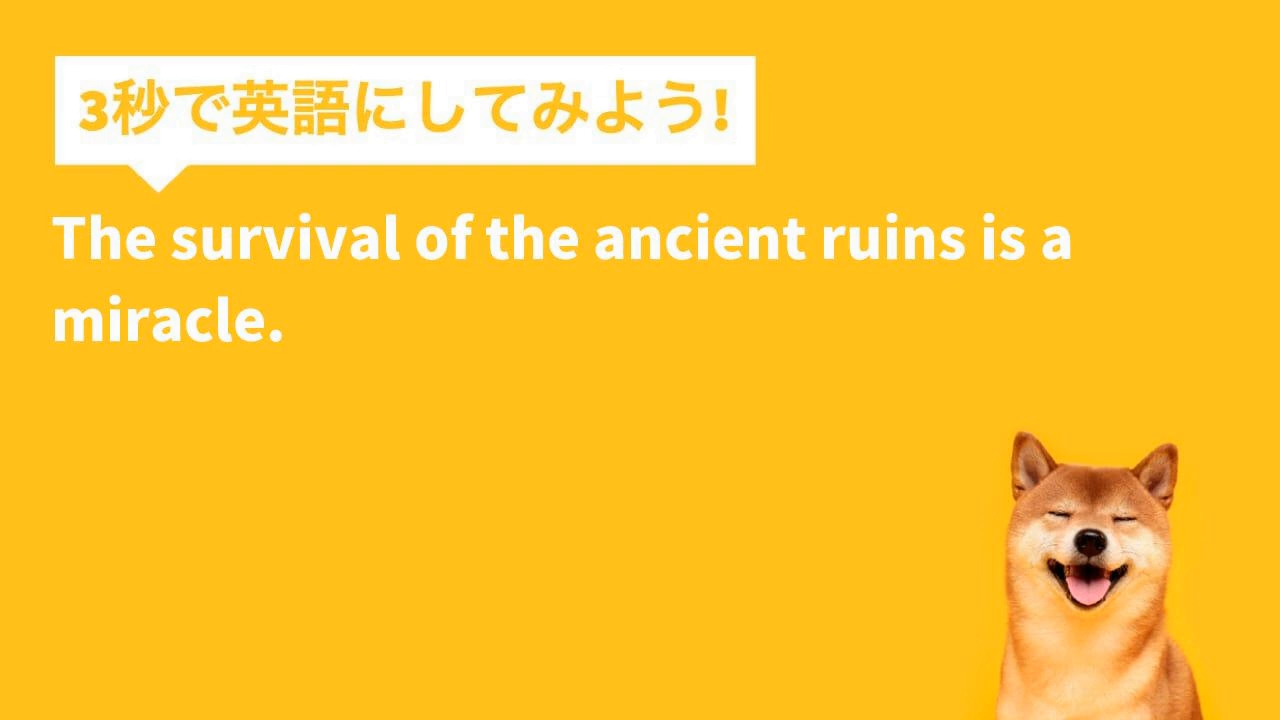 3秒で英語にしてみよう!
The survival of the ancient ruins is a
miracle.